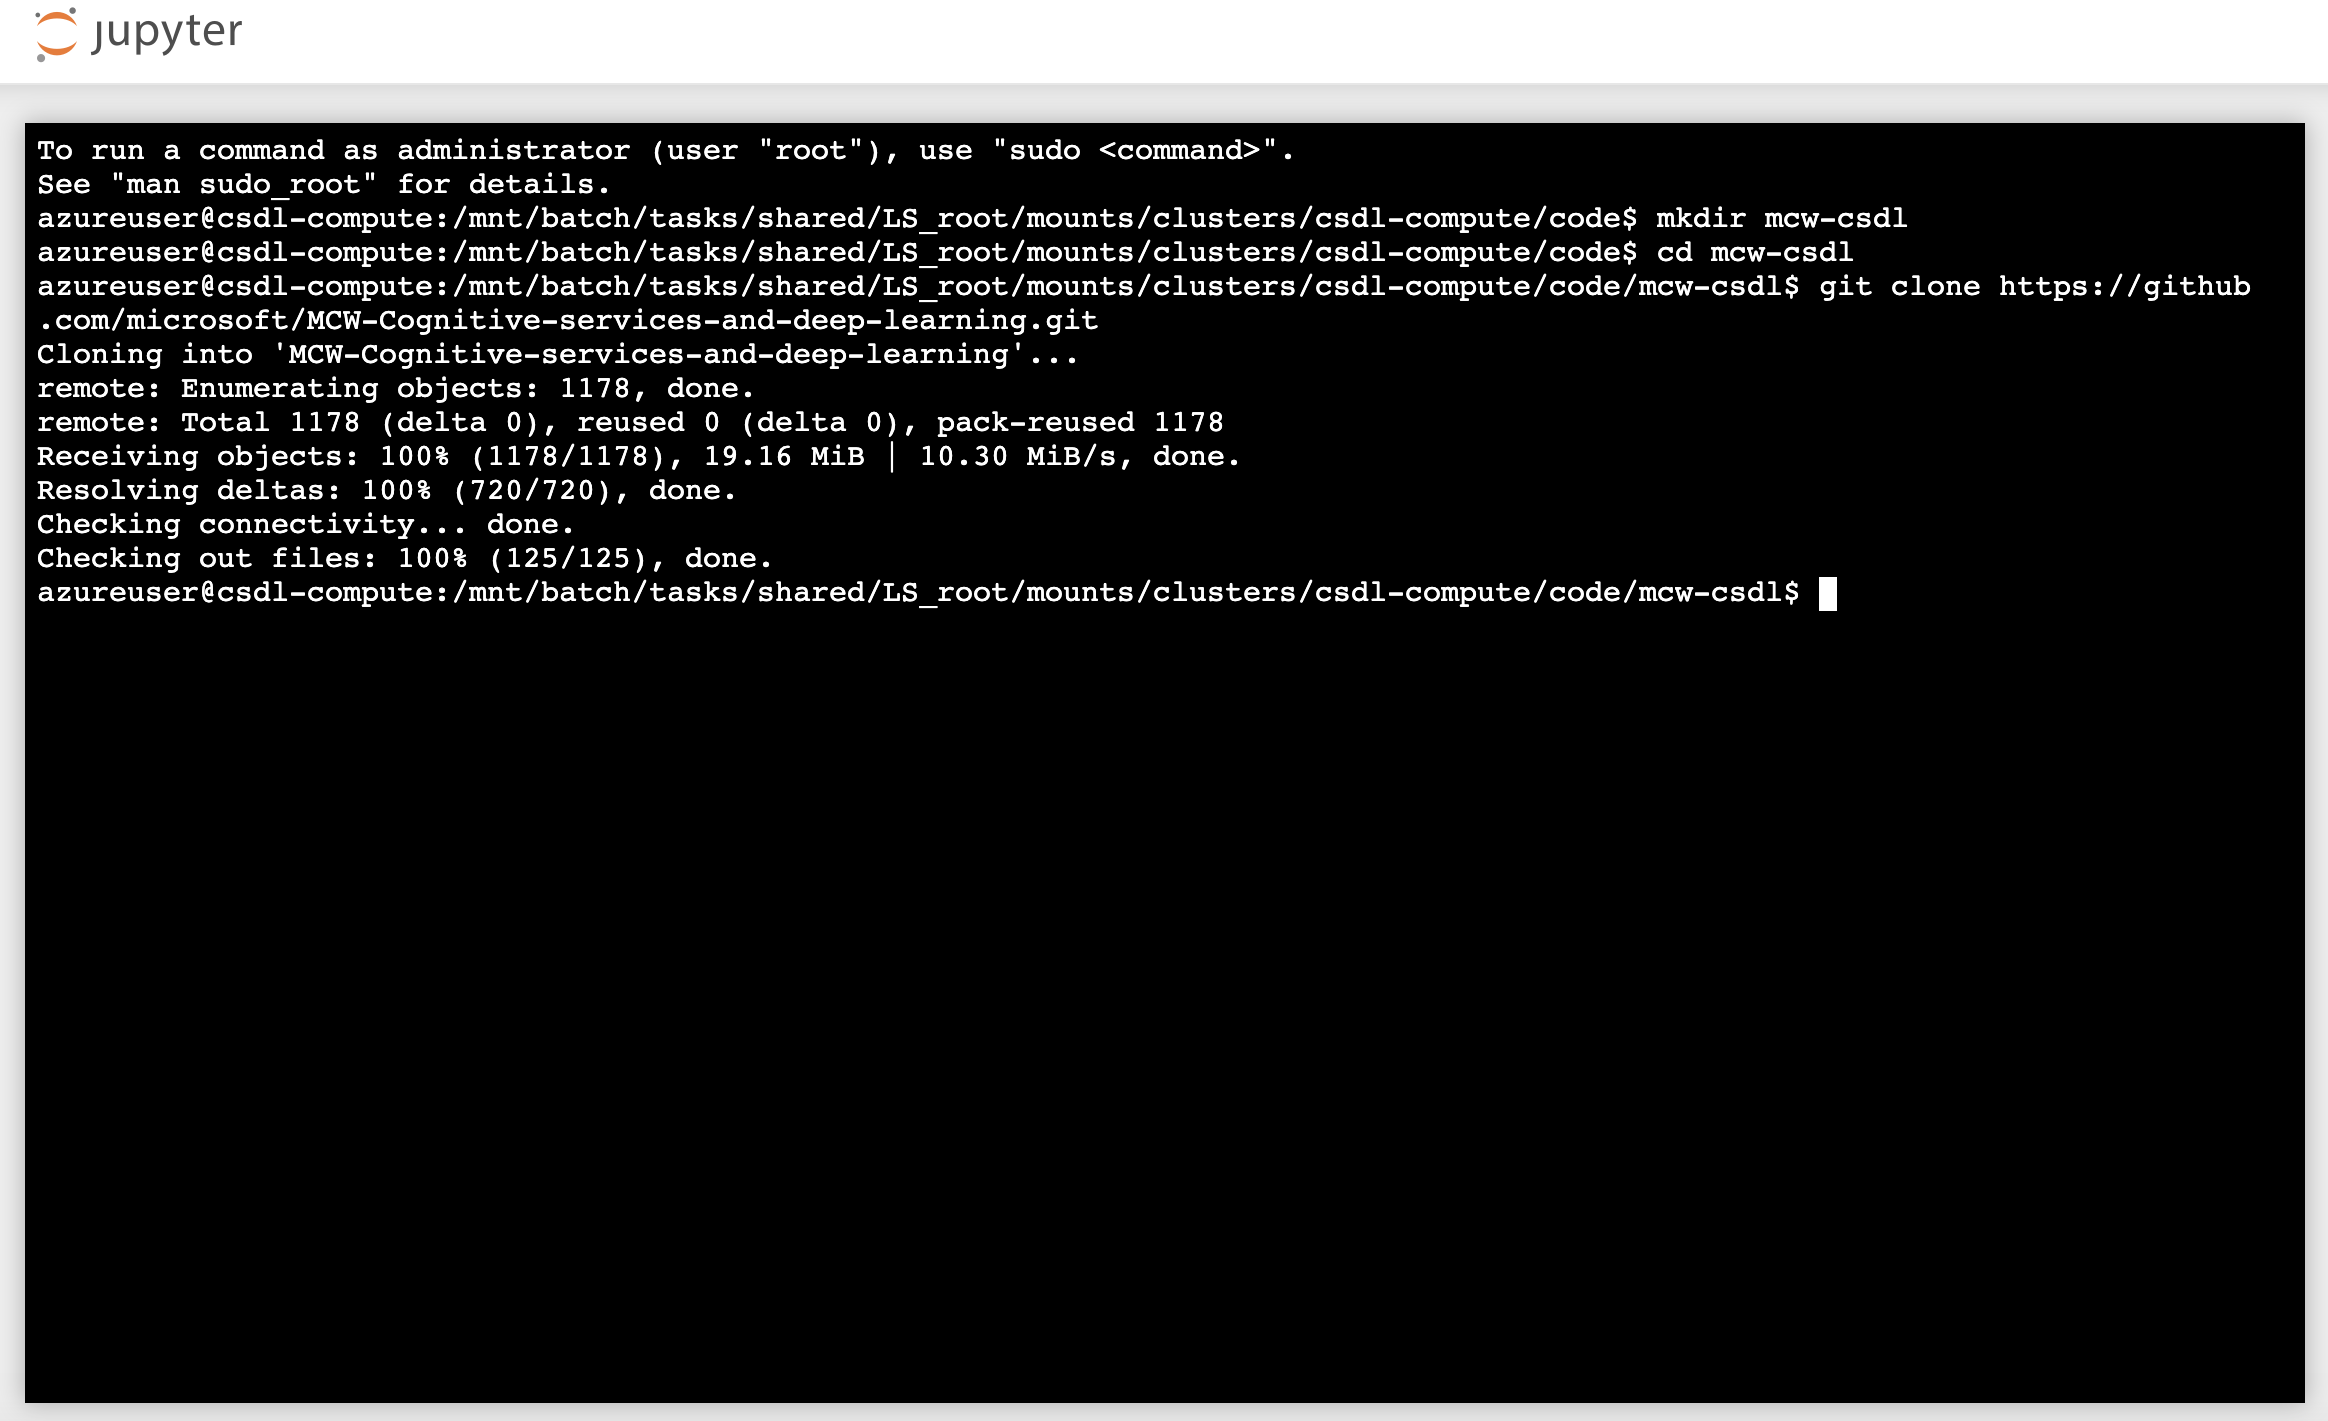 jupyter
To run a command as administrator (user "root"), use "sudo <command>".
See "man sudo_root" for details.
azureuser@csdl-compute:/mnt/batch/tasks/shared/LS_root/mounts/clusters/csdl-compute/code$ mkdir mcw-csdl
azureuser@csdl-compute:/mnt/batch/tasks/shared/LS_root/mounts/clusters/csdl-compute/code$ cd mcw-csdl
azureuser@csdl-compute:/mnt/batch/tasks/shared/LS_root/mounts/clusters/csdl-compute/code/mcw-csdl$ git clone https://github
.com/microsoft/MCW-Cognitive-services-and-deep-learning.git
Cloning into 'MCW-Cognitive-services-and-deep-learning'...
remote: Enumerating objects: 1178, done.
remote: Total 1178 (delta 0), reused 0 (delta 0), pack-reused 1178
Receiving objects: 100% (1178/1178), 19.16 MiB | 10.30 MiB/s, done.
Resolving deltas: 100% (720/720), done.
Checking connectivity... done.
Checking out files: 100% (125/125), done.
azureuser@csdl-compute:/mnt/batch/tasks/shared/LS_root/mounts/clusters/csdl-compute/code/mcw-csdl$